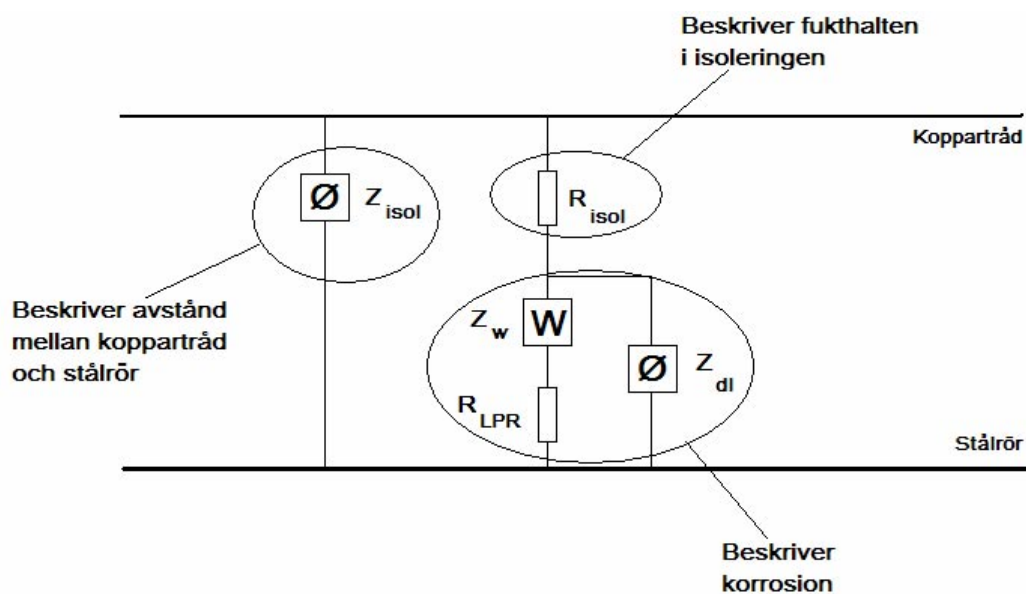 Beskriver fukthalten
i isoleringen
Koppartråd
Ø
Z isol
R isol
Beskriver avstånd
mellan koppartråd
och stålrör
Z w
W
Ø
Z dl
R LPR
Stålrör
Beskriver
korrosion